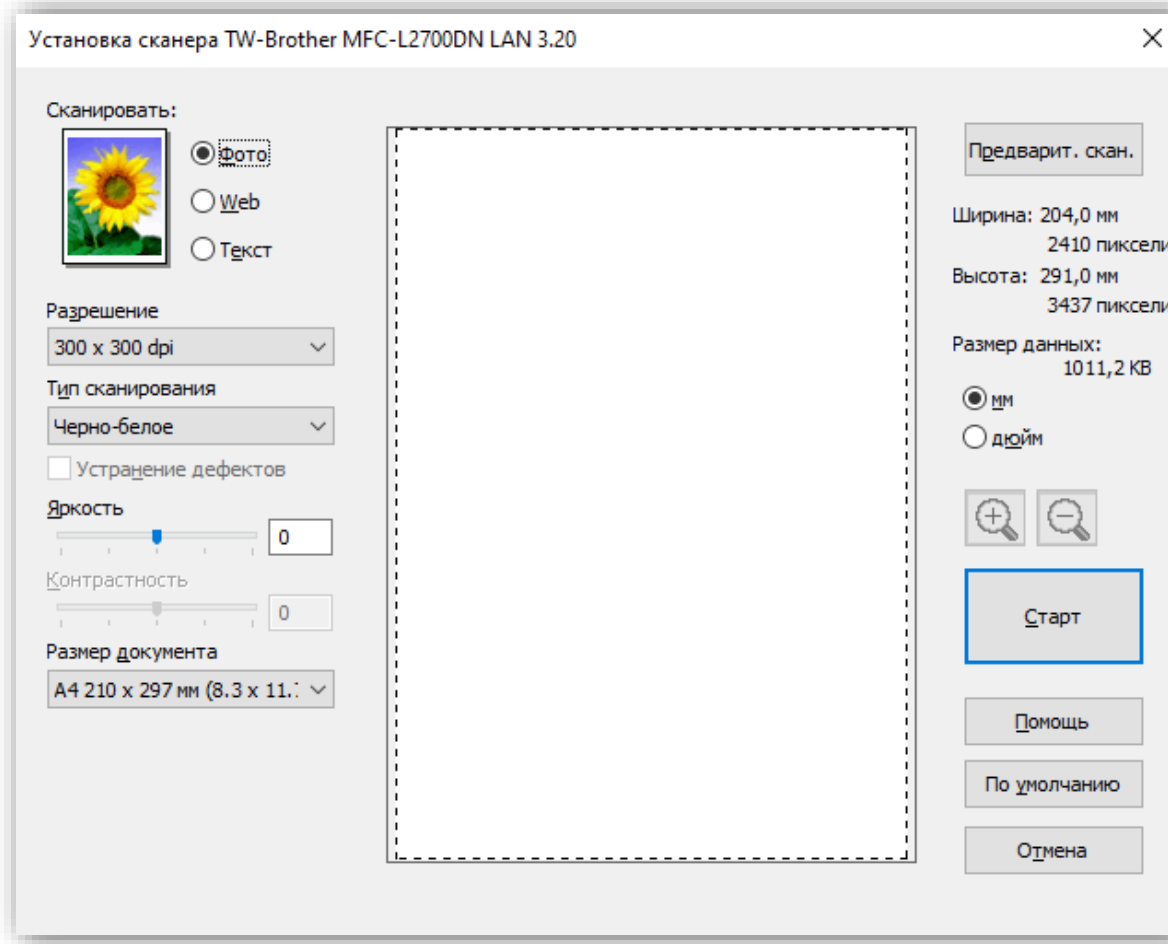 Установка сканера TW-Brother MFC-L2700DN LAN 3.20
Сканировать:
Фото
Web
Текст
Разрешение
300 x 300 dpi
Тип сканирования
Черно-белое
Устранение дефектов
Яркость
0
Контрастность
0
Размер документа
A4 210 x 297 мм (8.3 x 11.
Предварит. скан.
Ширина: 204,0 мм
2410 пиксели
Высота: 291,0 мм
3437 пиксели
Размер данных:
1011,2 KB
мм
дюйм
Старт
Помощь
По умолчанию
Отмена